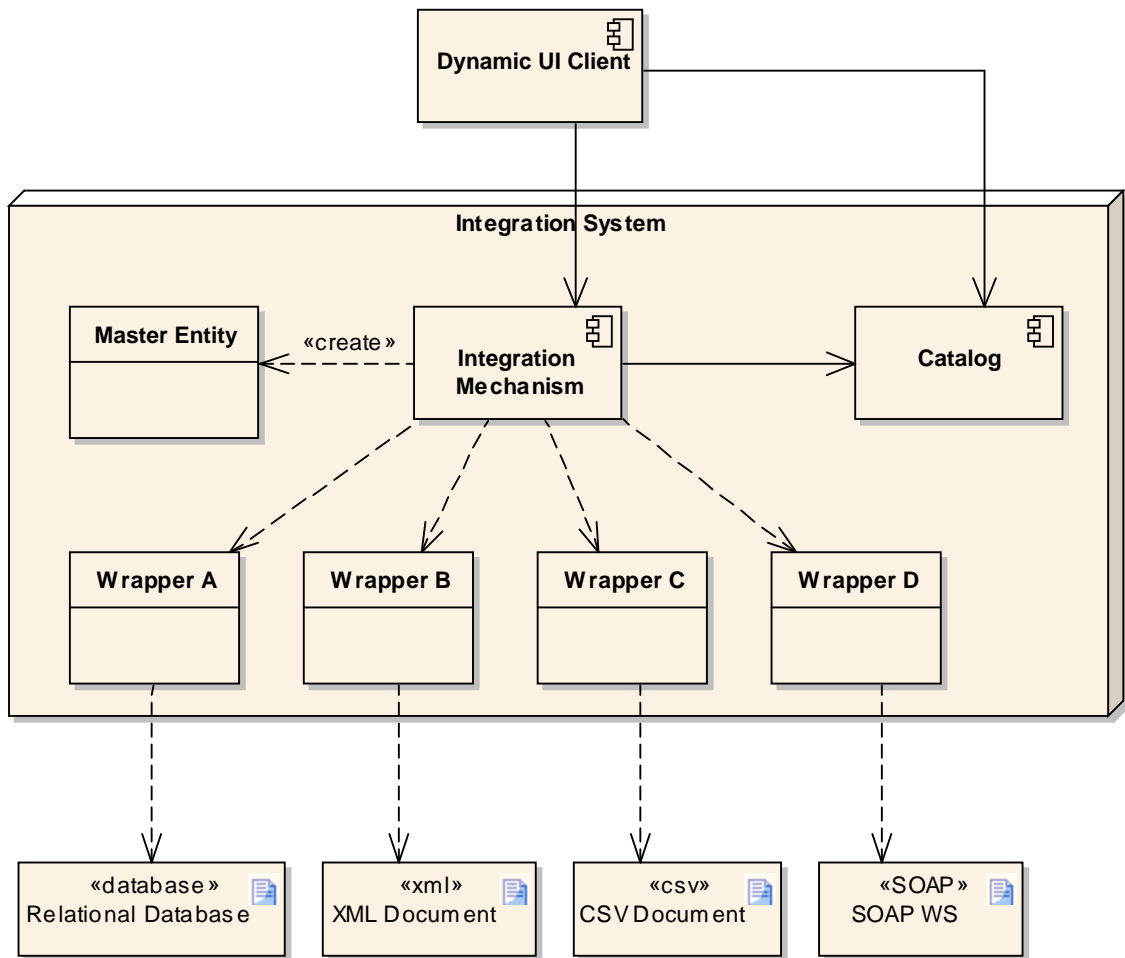 Dynamic UI Client
Integration System
Master Entity
«create»
Integration
Mechanism
Catalog
Wrapper A
Wrapper B
Wrapper C
Wrapper D
«database»
Relational Database
«xml»
XML Document
«csv»
CSV Document
«SOAP»
SOAP WS